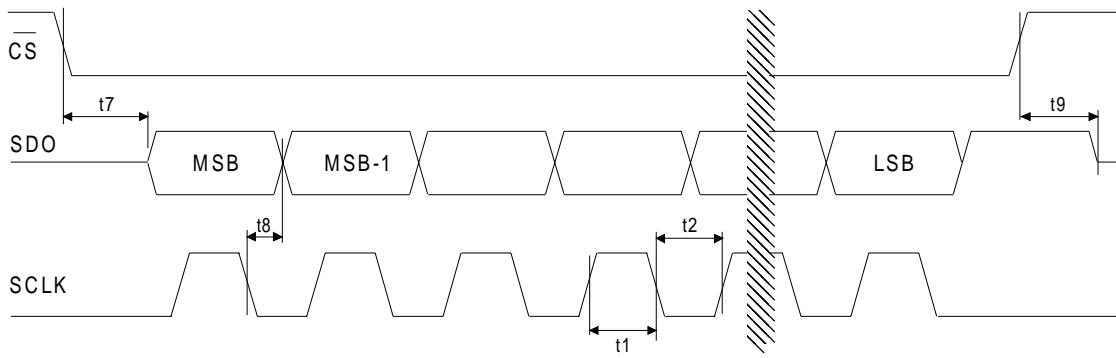 CS
t7
t9
SDO
MSB
MSB-1
LSB
t8
t2
SCLK
t1